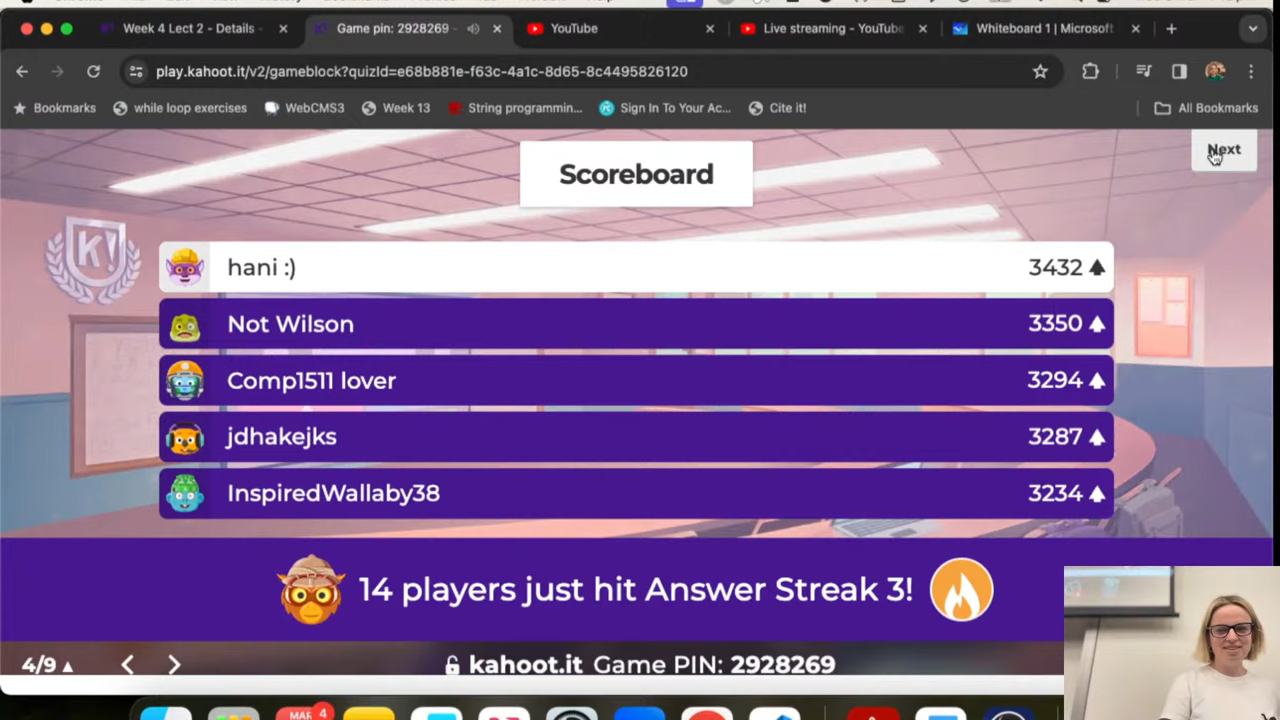 Week 4 Lect 2 - Details -
Game pin: 2928269 -
YouTube
Live streaming - YouTube
Whiteboard 1 | Microsoft
play.kahoot.it/v2/gameblock?quizId=e68b881e-f63c-4a1c-8d65-8c4495826120
Bookmarks
while loop exercises
WebCMS3
Week 13
String programmin...
Sign In To Your Ac...
Cite it!
All Bookmarks
Scoreboard
Next
K!
hani :) 3432
Not Wilson 3350
Comp1511 lover 3294
jdhakejks 3287
InspiredWallaby38 3234
14 players just hit Answer Streak 3!
4/9
kahoot.it Game PIN: 2928269
MAR 4